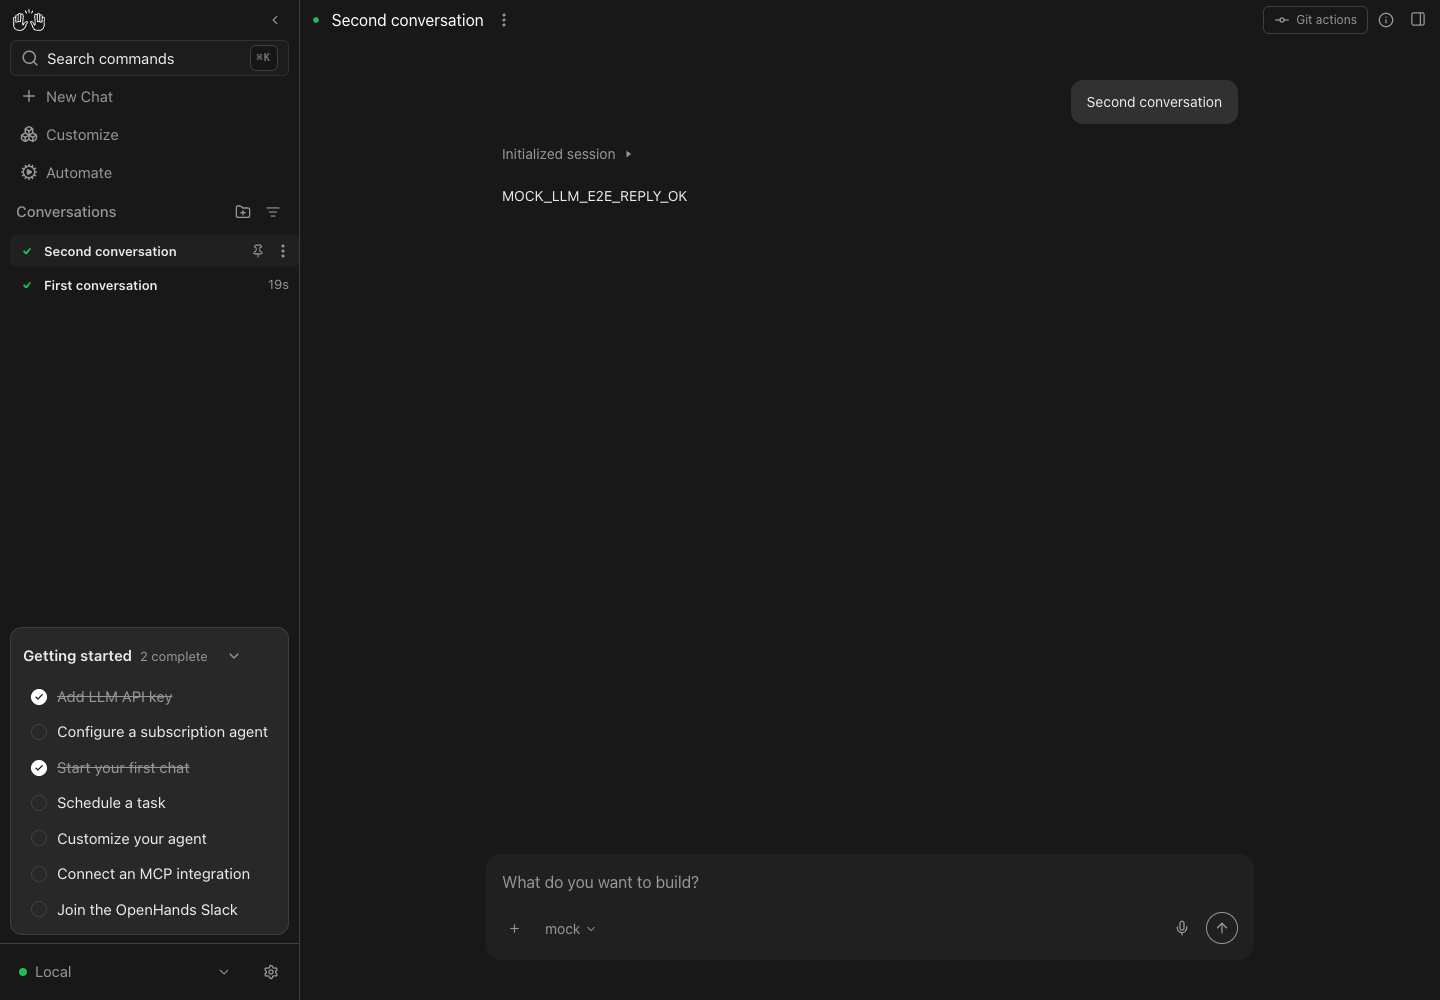 Search commands
⌘K
New Chat
Customize
Automate
Conversations
Second conversation
First conversation
19s
Getting started
2 complete
Add LLM API key
Configure a subscription agent
Start your first chat
Schedule a task
Customize your agent
Connect an MCP integration
Join the OpenHands Slack
Local
Second conversation
Git actions
Second conversation
Initialized session
MOCK_LLM_E2E_REPLY_OK
What do you want to build?
mock